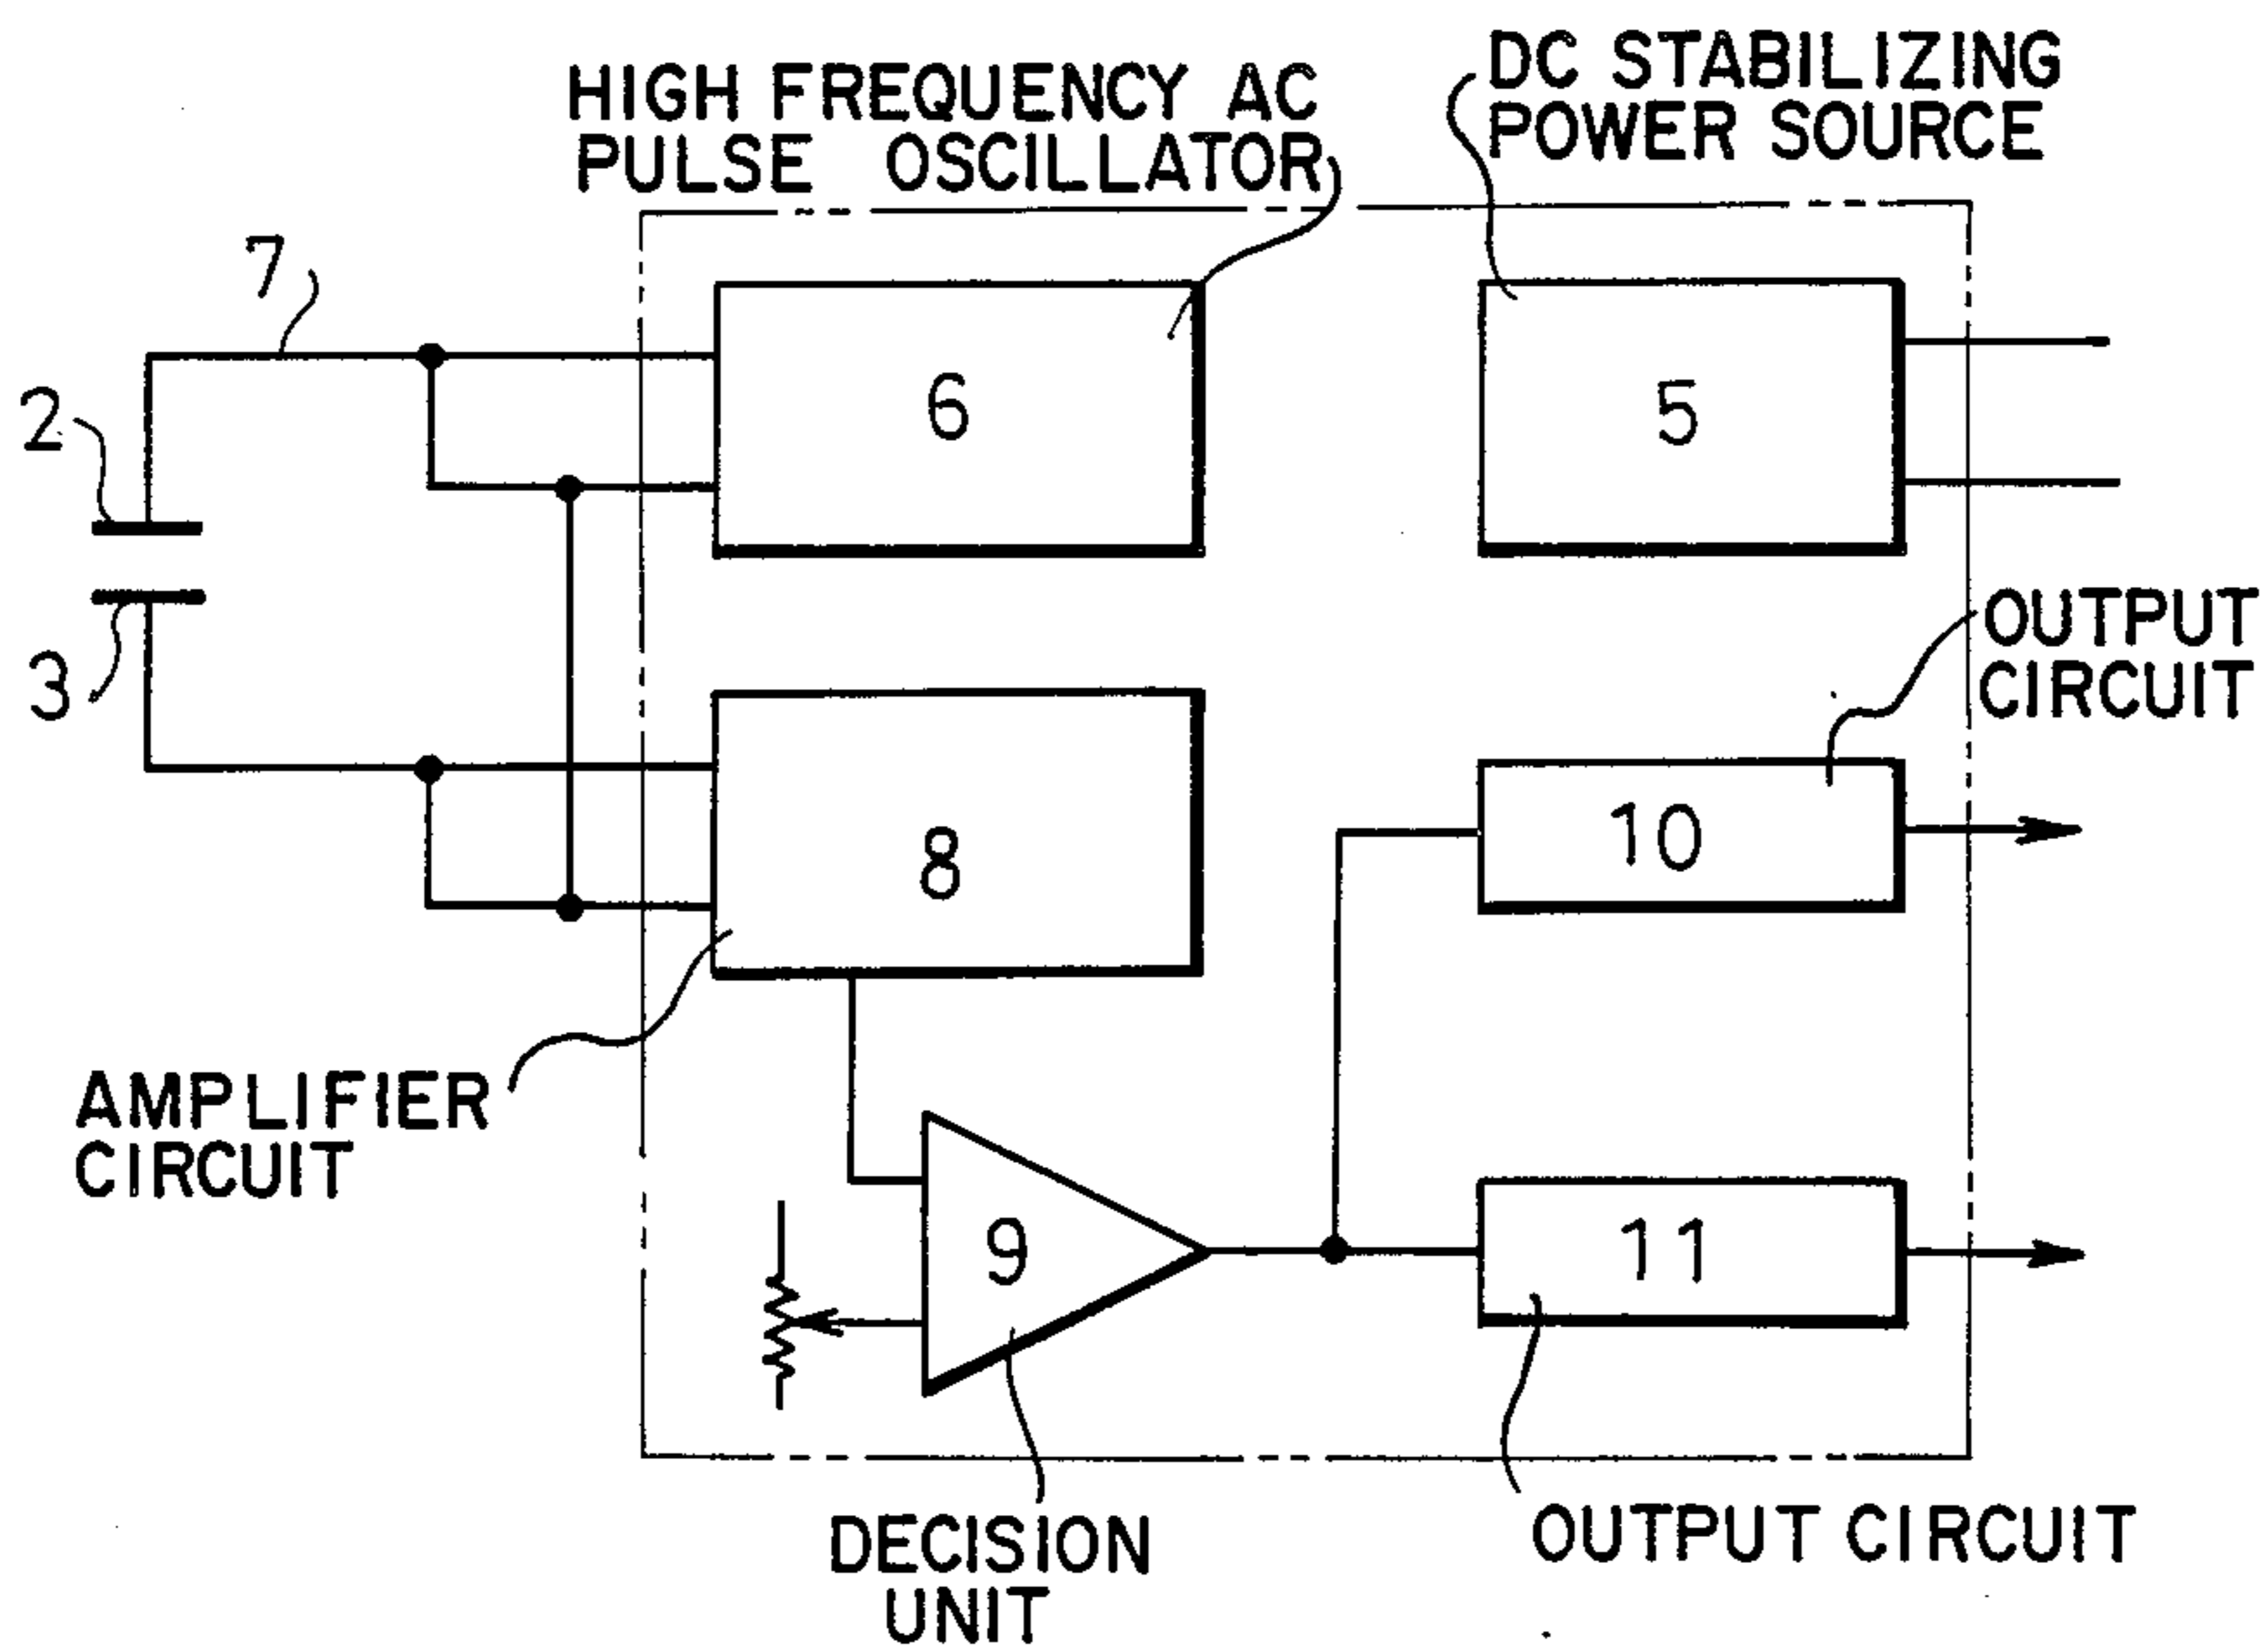 HIGH FREQUENCY AC
PULSE OSCILLATOR
DC STABILIZING
POWER SOURCE
7
2
6
5
3
OUTPUT
CIRCUIT
8
10
AMPLIFIER
CIRCUIT
9
11
DECISION
UNIT
OUTPUT CIRCUIT